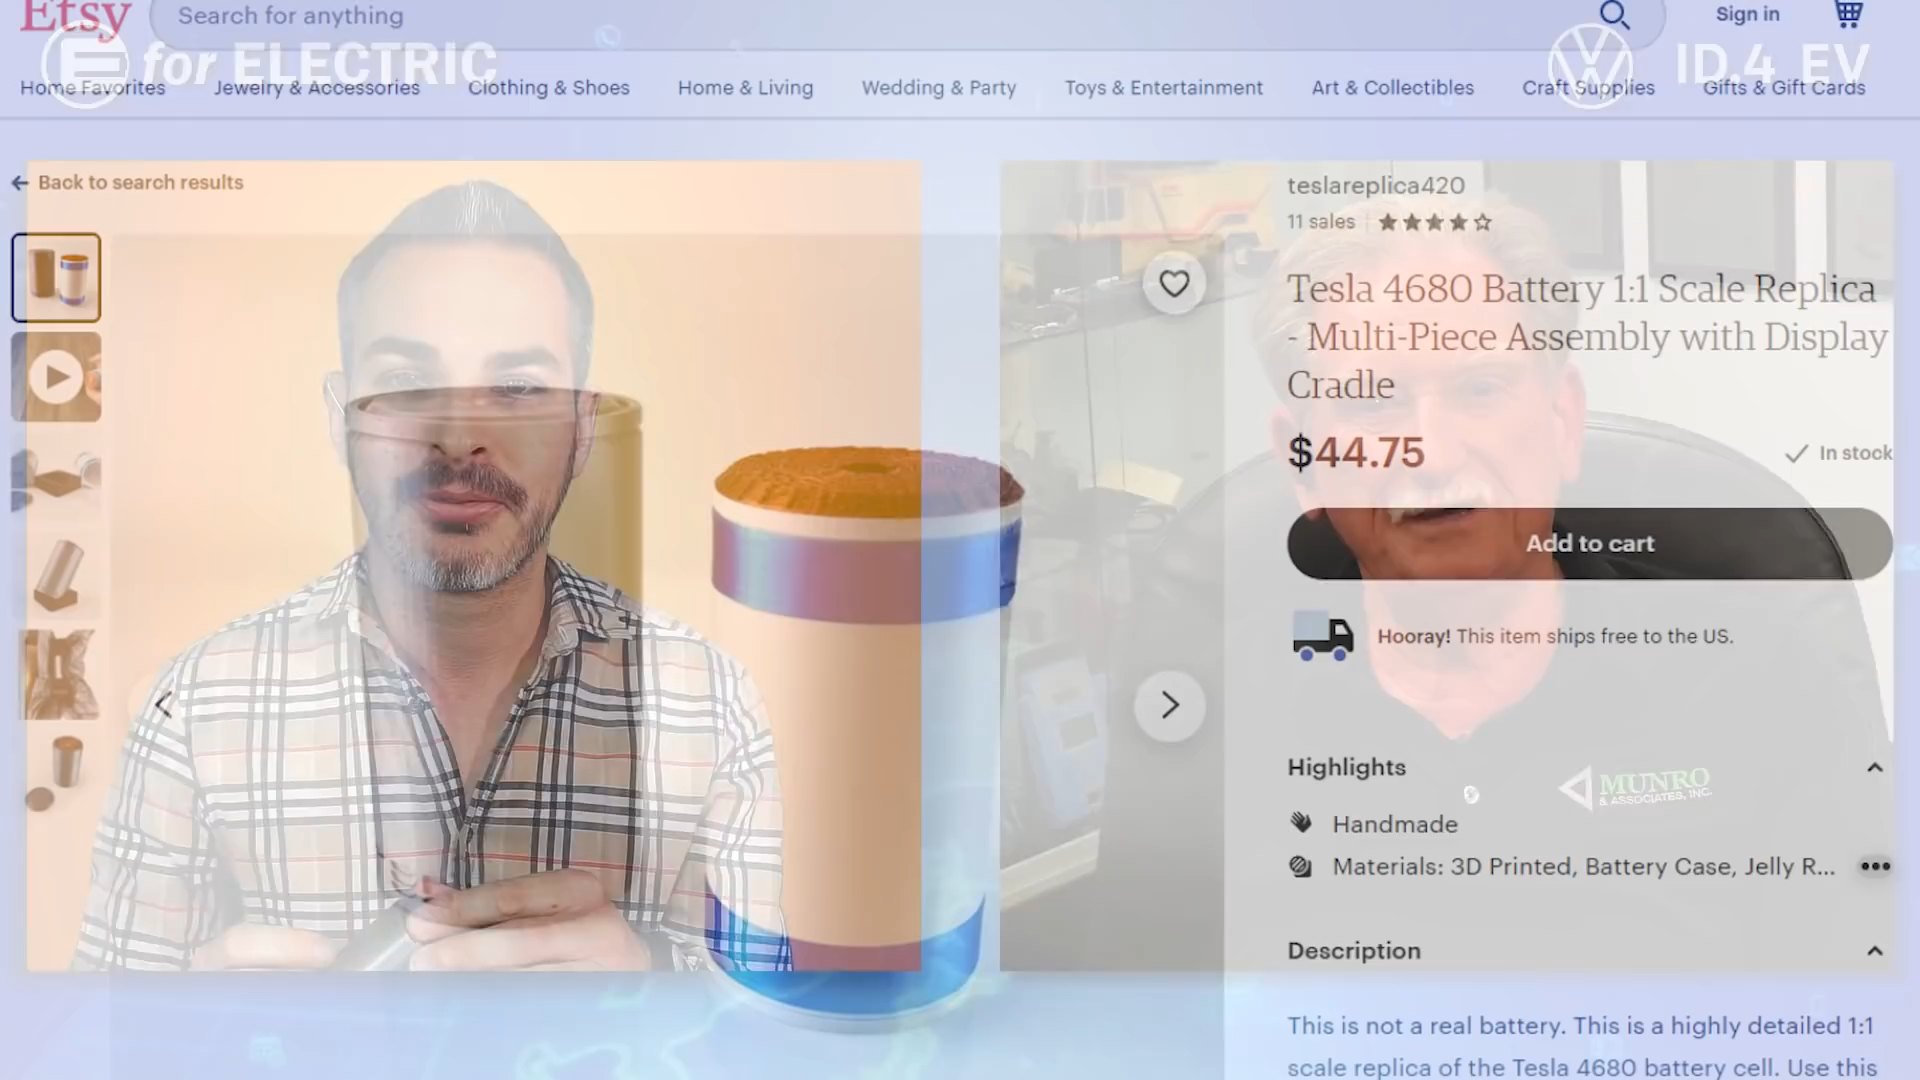 Etsy
Search for anything
Sign in
E for ELECTRIC
ID.4 EV
Home Favorites
Jewelry & Accessories
Clothing & Shoes
Home & Living
Wedding & Party
Toys & Entertainment
Art & Collectibles
Craft Supplies
Gifts & Gift Cards
Back to search results
teslareplica420
11 sales
Tesla 4680 Battery 1:1 Scale Replica
- Multi-Piece Assembly with Display
Cradle
$44.75
In stock
Add to cart
Hooray! This item ships free to the US.
Highlights
MUNRO
& ASSOCIATES, INC.
Handmade
Materials: 3D Printed, Battery Case, Jelly R...
Description
This is not a real battery. This is a highly detailed 1:1
scale replica of the Tesla 4680 battery cell. Use this